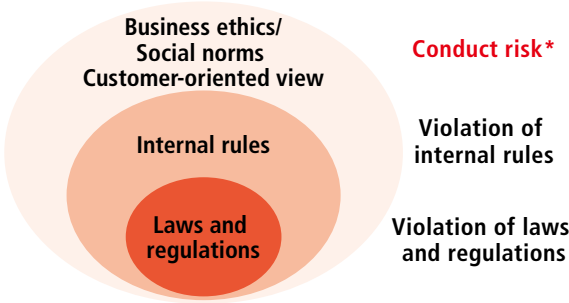 Business ethics/
Social norms
Customer-oriented view
Conduct risk*
Internal rules
Violation of
internal rules
Laws and
regulations
Violation of laws
and regulations